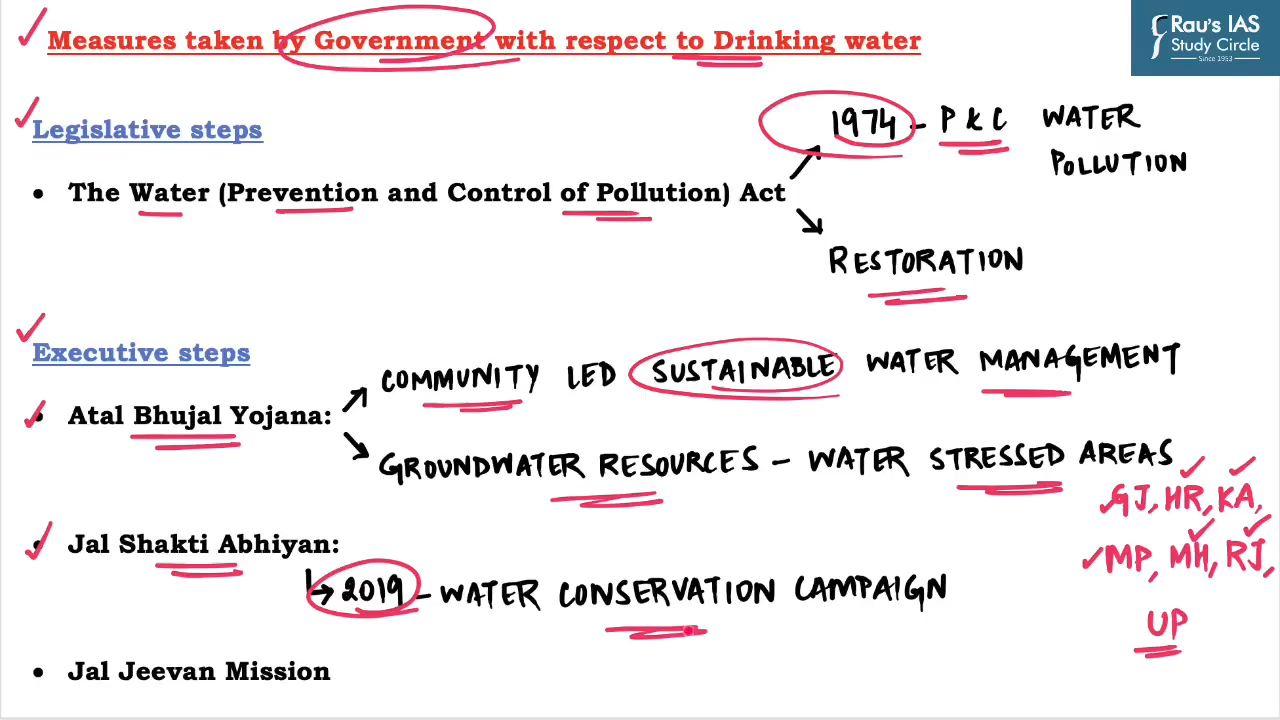 Measures taken by Government with respect to Drinking water
Rau's IAS
Study Circle
Since 1953
Legislative steps
• The Water (Prevention and Control of Pollution) Act
1974 - P & C WATER
POLLUTION
RESTORATION
Executive steps
• Atal Bhujal Yojana:
COMMUNITY LED SUSTAINABLE WATER MANAGEMENT
GROUNDWATER RESOURCES - WATER STRESSED AREAS
GJ, HR, KA,
MP, MH, RJ,
UP
• Jal Shakti Abhiyan:
2019 - WATER CONSERVATION CAMPAIGN
• Jal Jeevan Mission